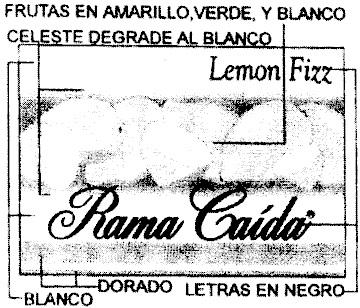 FRUTAS EN AMARILLO,VERDE, Y BLANCO
CELESTE DEGRADE AL BLANCO
Lemon Fizz
Rama Caída
DORADO LETRAS EN NEGRO
BLANCO